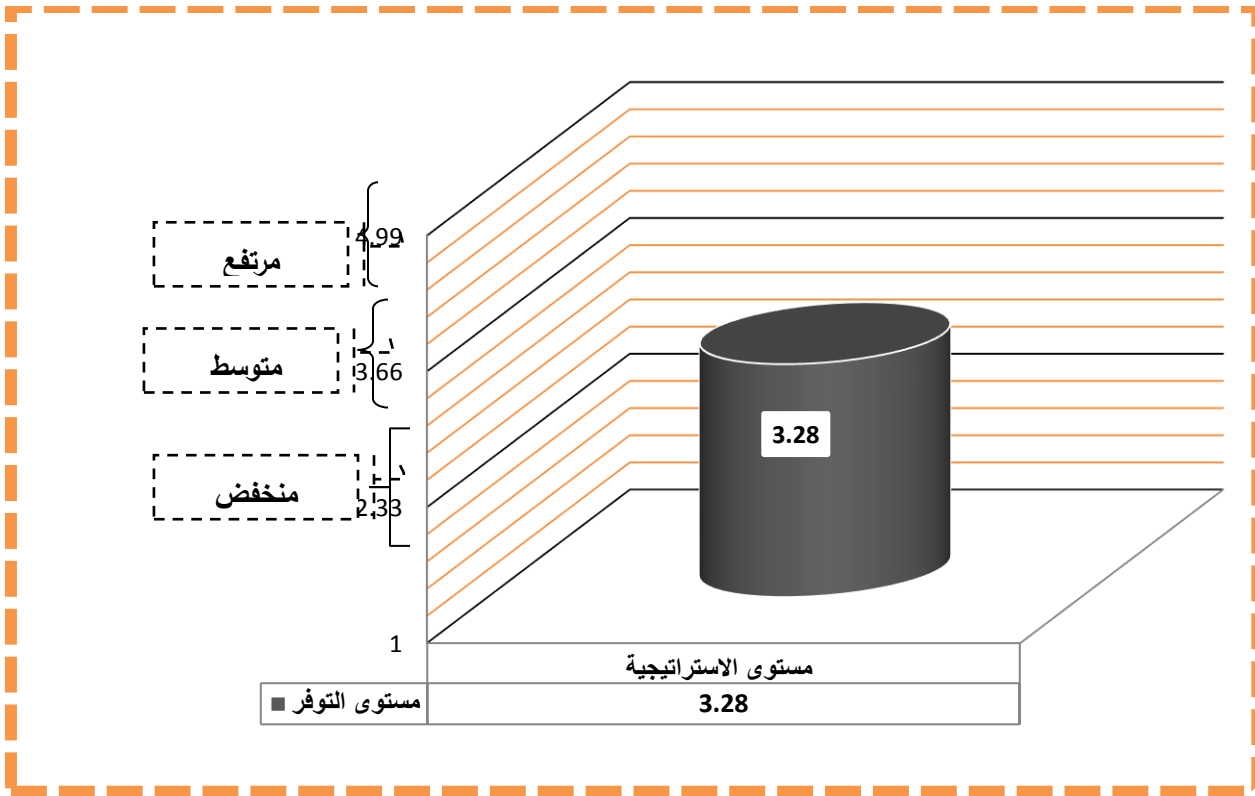 4.99
مرتفع
متوسط
3.66
3.28
منخفض
2.33
1
مستوى الاستراتيجية
مستوى التوفر
3.28